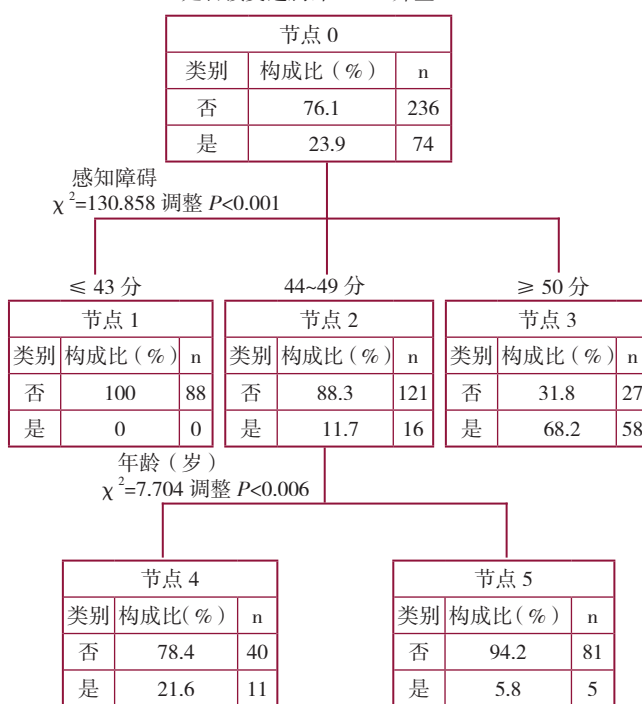 节点 0
类别 构成比（%） n
否 76.1 236
是 23.9 74
感知障碍
χ²=130.858 调整 P<0.001
≤ 43 分 44~49 分 ≥ 50 分
节点 1 节点 2 节点 3
类别 构成比（%） n 类别 构成比（%） n 类别 构成比（%） n
否 100 88 否 88.3 121 否 31.8 27
是 0 0 是 11.7 16 是 68.2 58
年龄（岁）
χ²=7.704 调整 P<0.006
节点 4 节点 5
类别 构成比(%) n 类别 构成比（%） n
否 78.4 40 否 94.2 81
是 21.6 11 是 5.8 5